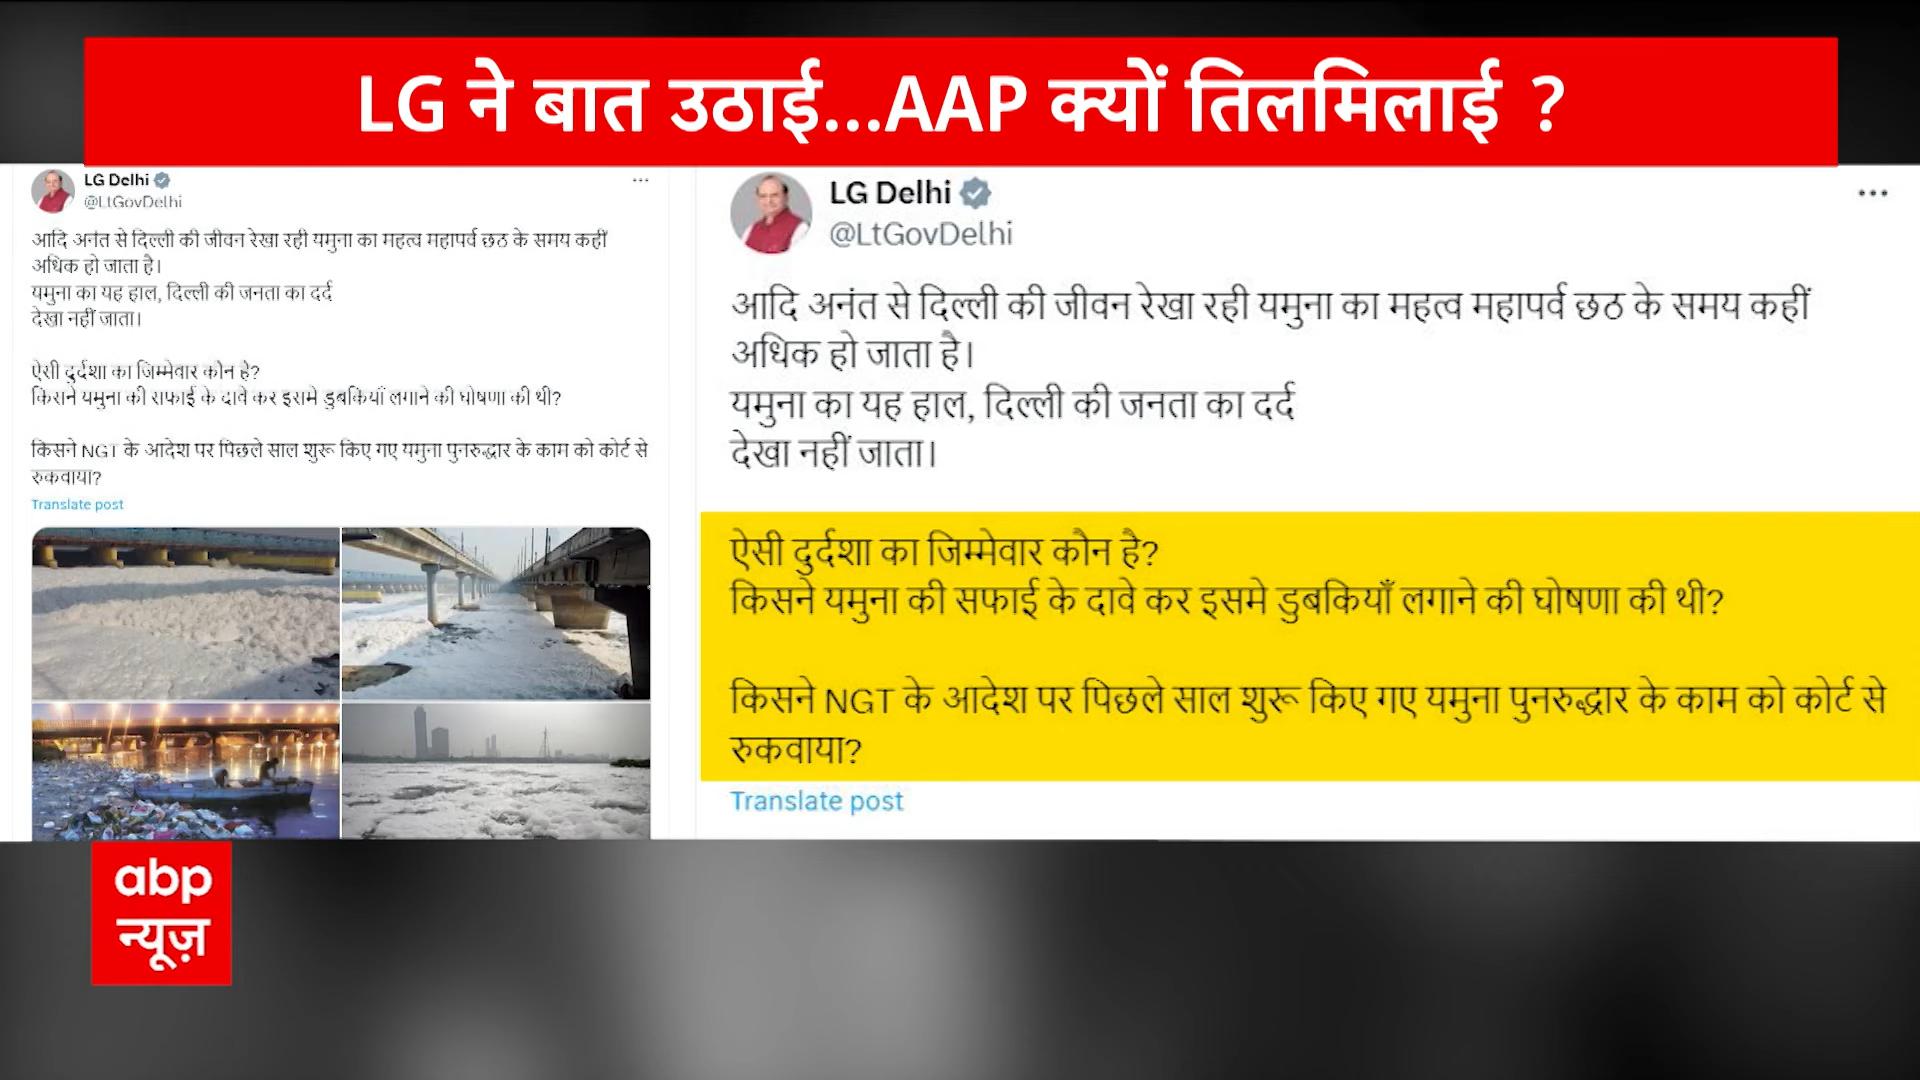 LG ने बात उठाई...AAP क्यों तिलमिलाई ?
LG Delhi
@LtGovDelhi
आदि अनंत से दिल्ली की जीवन रेखा रही यमुना का महत्व महापर्व छठ के समय कहीं
अधिक हो जाता है।
यमुना का यह हाल, दिल्ली की जनता का दर्द
देखा नहीं जाता।
ऐसी दुर्दशा का जिम्मेवार कौन है?
किसने यमुना की सफाई के दावे कर इसमे डुबकियाँ लगाने की घोषणा की थी?
किसने NGT के आदेश पर पिछले साल शुरू किए गए यमुना पुनरुद्धार के काम को कोर्ट से
रुकवाया?
Translate post
LG Delhi
@LtGovDelhi
आदि अनंत से दिल्ली की जीवन रेखा रही यमुना का महत्व महापर्व छठ के समय कहीं
अधिक हो जाता है।
यमुना का यह हाल, दिल्ली की जनता का दर्द
देखा नहीं जाता।
ऐसी दुर्दशा का जिम्मेवार कौन है?
किसने यमुना की सफाई के दावे कर इसमे डुबकियाँ लगाने की घोषणा की थी?
किसने NGT के आदेश पर पिछले साल शुरू किए गए यमुना पुनरुद्धार के काम को कोर्ट से
रुकवाया?
Translate post
abp
न्यूज़